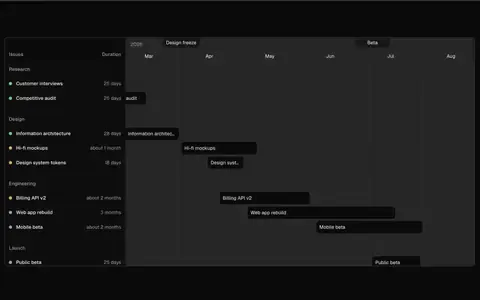 2026 Design freeze Beta
Issues Duration Mar Apr May Jun Jul Aug
Research
Customer interviews 26 days
Competitive audit 26 days audit
Design
Information architecture 28 days Information architec...
Hi-fi mockups about 1 month Hi-fi mockups
Design system tokens 18 days Design syst...
Engineering
Billing API v2 about 2 months Billing API v2
Web app rebuild 3 months Web app rebuild
Mobile beta about 2 months Mobile beta
Launch
Public beta 25 days Public beta